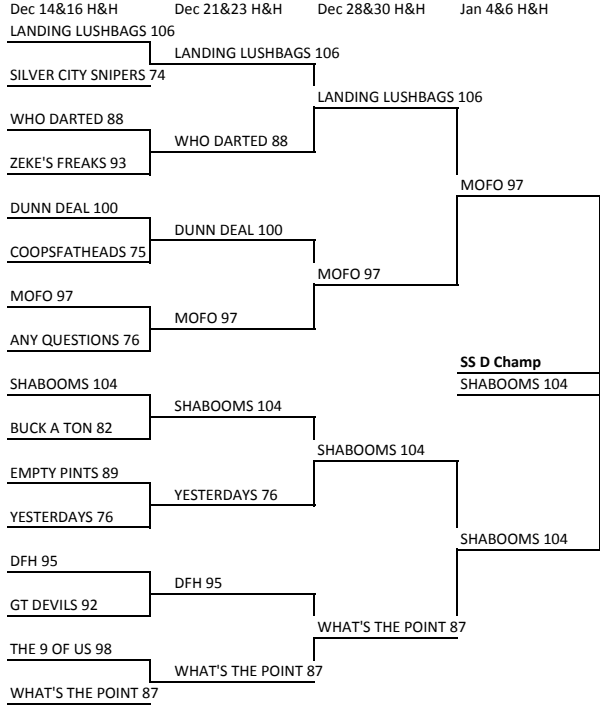 Dec 14&16 H&H Dec 21&23 H&H Dec 28&30 H&H Jan 4&6 H&H
LANDING LUSHBAGS 106
LANDING LUSHBAGS 106
SILVER CITY SNIPERS 74
LANDING LUSHBAGS 106
WHO DARTED 88
WHO DARTED 88
ZEKE'S FREAKS 93
MOFO 97
DUNN DEAL 100
DUNN DEAL 100
COOPSFATHEADS 75
MOFO 97
MOFO 97
MOFO 97
ANY QUESTIONS 76
SS D Champ
SHABOOMS 104 SHABOOMS 104
SHABOOMS 104
BUCK A TON 82
SHABOOMS 104
EMPTY PINTS 89
YESTERDAYS 76
YESTERDAYS 76
SHABOOMS 104
DFH 95
DFH 95
GT DEVILS 92
WHAT'S THE POINT 87
THE 9 OF US 98
WHAT'S THE POINT 87
WHAT'S THE POINT 87